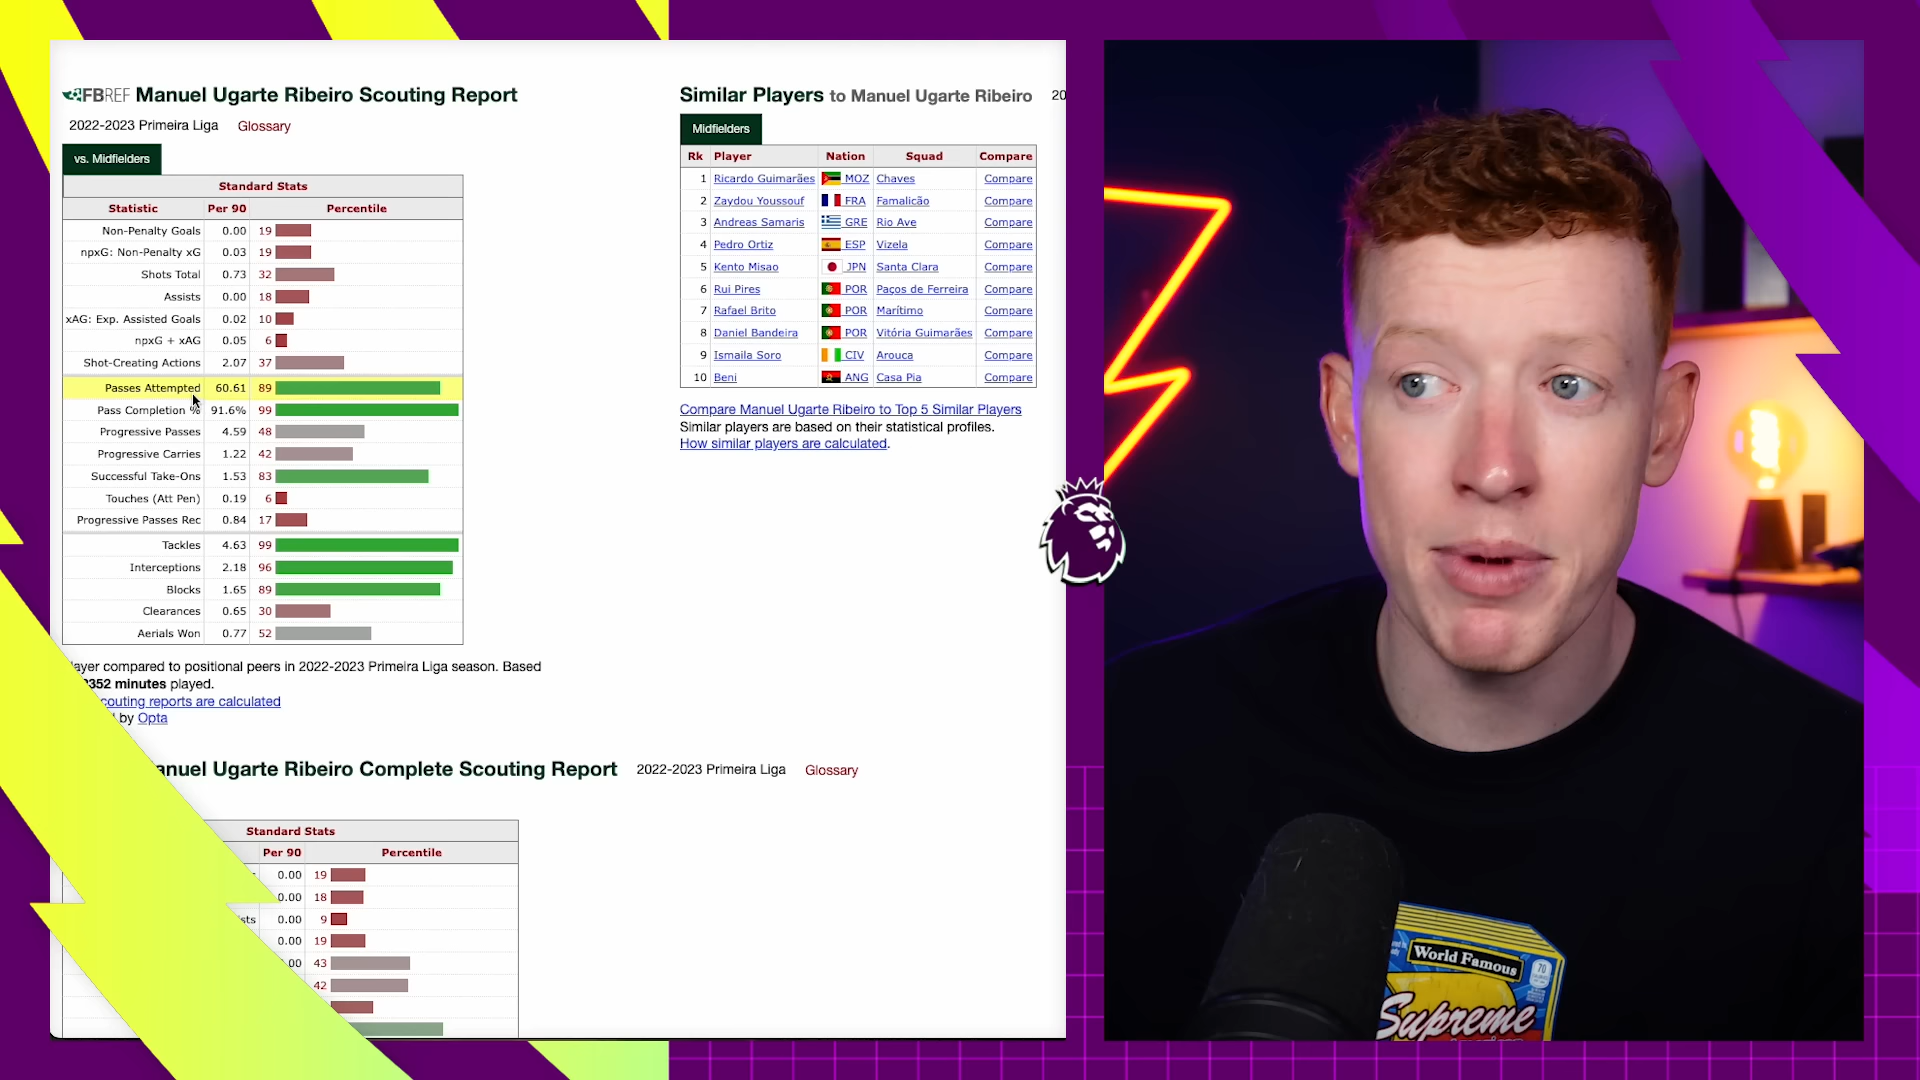 FBREF Manuel Ugarte Ribeiro Scouting Report
2022-2023 Primeira Liga Glossary
vs. Midfielders
Standard Stats
Statistic Per 90 Percentile
Non-Penalty Goals 0.00 19
npxG: Non-Penalty xG 0.03 19
Shots Total 0.73 32
Assists 0.00 18
xAG: Exp. Assisted Goals 0.02 10
npxG + xAG 0.05 6
Shot-Creating Actions 2.07 37
Passes Attempted 60.61 89
Pass Completion % 91.6% 99
Progressive Passes 4.59 48
Progressive Carries 1.22 42
Successful Take-Ons 1.53 83
Touches (Att Pen) 0.19 6
Progressive Passes Rec 0.84 17
Tackles 4.63 99
Interceptions 2.18 96
Blocks 1.65 89
Clearances 0.65 30
Aerials Won 0.77 52
ayer compared to positional peers in 2022-2023 Primeira Liga season. Based
2352 minutes played.
couting reports are calculated
by Opta
Similar Players to Manuel Ugarte Ribeiro 20
Midfielders
Rk Player Nation Squad Compare
1 Ricardo Guimarães MOZ Chaves Compare
2 Zaydou Youssouf FRA Famalicão Compare
3 Andreas Samaris GRE Rio Ave Compare
4 Pedro Ortiz ESP Vizela Compare
5 Kento Misao JPN Santa Clara Compare
6 Rui Pires POR Paços de Ferreira Compare
7 Rafael Brito POR Marítimo Compare
8 Daniel Bandeira POR Vitória Guimarães Compare
9 Ismaila Soro CIV Arouca Compare
10 Beni ANG Casa Pia Compare
Compare Manuel Ugarte Ribeiro to Top 5 Similar Players
Similar players are based on their statistical profiles.
How similar players are calculated.
anuel Ugarte Ribeiro Complete Scouting Report 2022-2023 Primeira Liga Glossary
Standard Stats
Per 90 Percentile
0.00 19
0.00 18
sts 0.00 9
0.00 19
.00 43
42
World Famous
70
Supreme